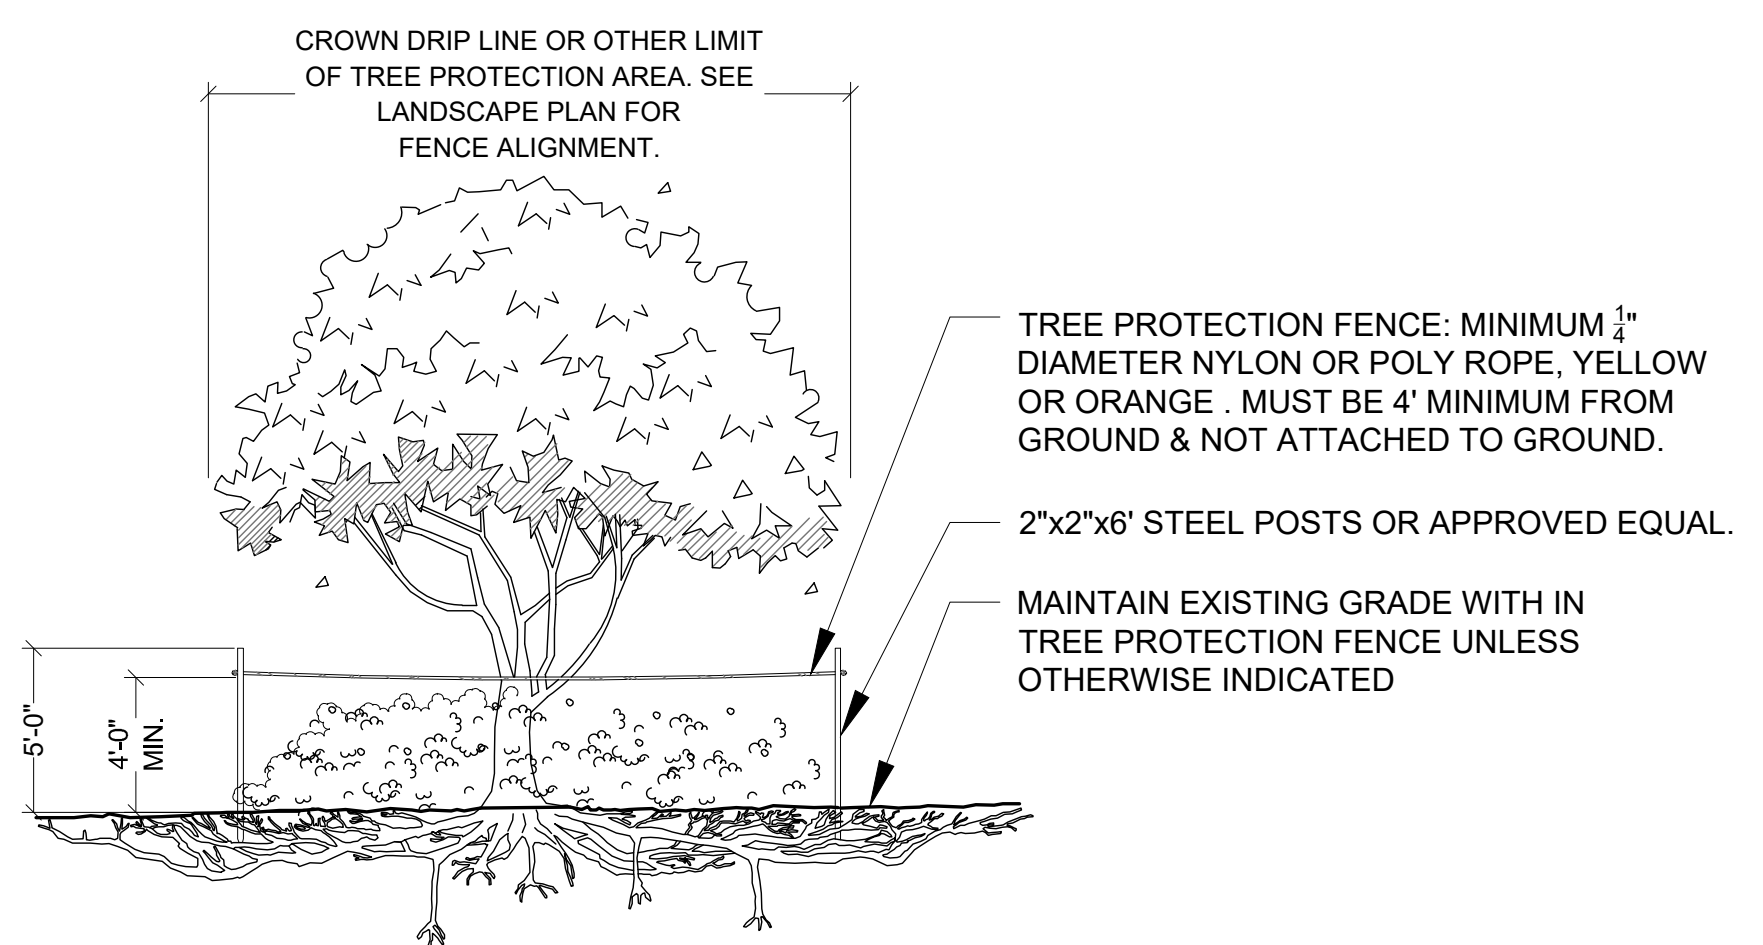 CROWN DRIP LINE OR OTHER LIMIT
OF TREE PROTECTION AREA. SEE
LANDSCAPE PLAN FOR
FENCE ALIGNMENT.
TREE PROTECTION FENCE: MINIMUM 1/4"
DIAMETER NYLON OR POLY ROPE, YELLOW
OR ORANGE . MUST BE 4' MINIMUM FROM
GROUND & NOT ATTACHED TO GROUND.
2"x2"x6' STEEL POSTS OR APPROVED EQUAL.
MAINTAIN EXISTING GRADE WITH IN
TREE PROTECTION FENCE UNLESS
OTHERWISE INDICATED
5'-0"
4'-0"
MIN.